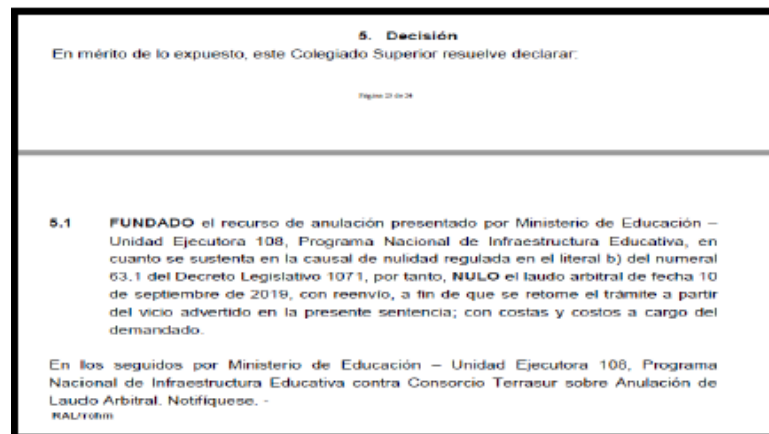 5. Decisión
En mérito de lo expuesto, este Colegiado Superior resuelve declarar:
Página 23 de 24
5.1 FUNDADO el recurso de anulación presentado por Ministerio de Educación –
Unidad Ejecutora 108, Programa Nacional de Infraestructura Educativa, en
cuanto se sustenta en la causal de nulidad regulada en el literal b) del numeral
63.1 del Decreto Legislativo 1071, por tanto, NULO el laudo arbitral de fecha 10
de septiembre de 2019, con reenvío, a fin de que se retome el trámite a partir
del vicio advertido en la presente sentencia; con costas y costos a cargo del
demandado.
En los seguidos por Ministerio de Educación – Unidad Ejecutora 108, Programa
Nacional de Infraestructura Educativa contra Consorcio Terrasur sobre Anulación de
Laudo Arbitral. Notifíquese. -
RAL/rohm